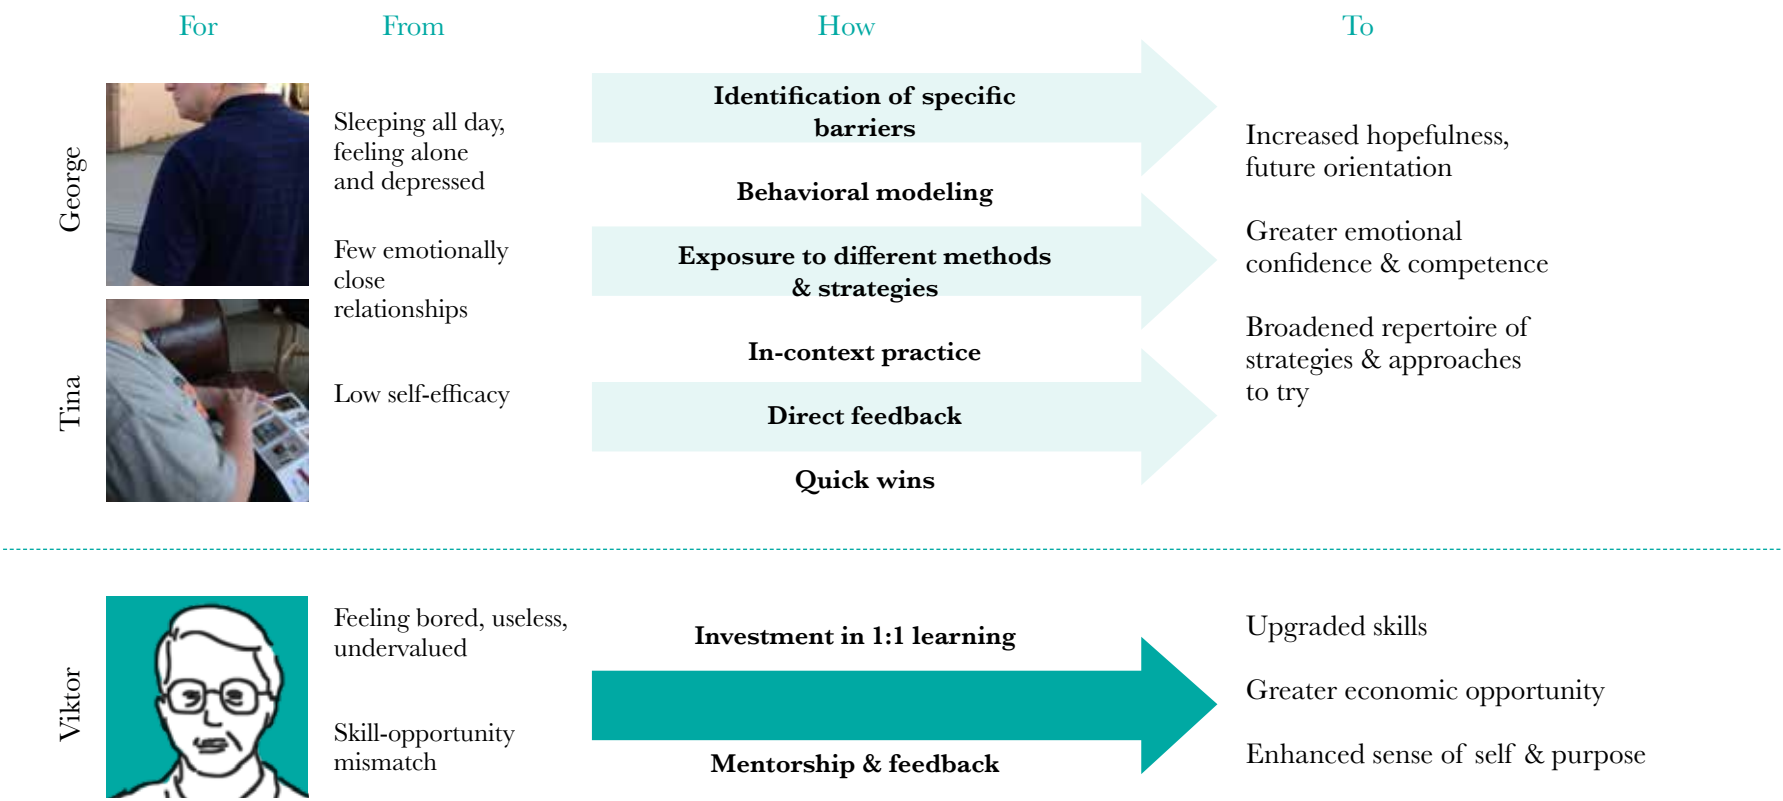 For
From
How
To
George
Sleeping all day,
feeling alone
and depressed
Few emotionally
close
relationships
Tina
Low self-efficacy
Identification of specific
barriers
Behavioral modeling
Exposure to different methods
& strategies
In-context practice
Direct feedback
Quick wins
Increased hopefulness,
future orientation
Greater emotional
confidence & competence
Broadened repertoire of
strategies & approaches
to try
Viktor
Feeling bored, useless,
undervalued
Skill-opportunity
mismatch
Investment in 1:1 learning
Mentorship & feedback
Upgraded skills
Greater economic opportunity
Enhanced sense of self & purpose